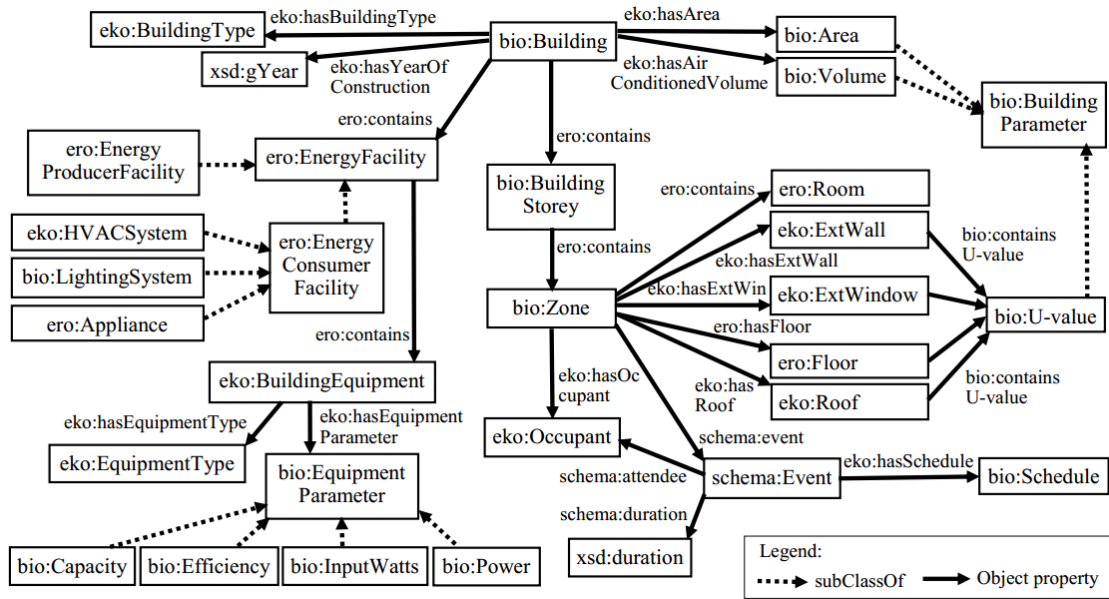 eko:hasBuildingType
eko:BuildingType
bio:Building
eko:hasArea
bio:Area
xsd:gYear
eko:hasYearOf
Construction
eko:hasAir
ConditionedVolume
bio:Volume
bio:Building
Parameter
ero:contains
ero:Energy
ProducerFacility
ero:EnergyFacility
ero:contains
bio:Building
Storey
ero:contains
ero:Room
eko:HVACSystem
bio:LightingSystem
ero:Appliance
ero:Energy
Consumer
Facility
ero:contains
eko:hasExtWall
eko:ExtWall
bio:contains
U-value
eko:hasExtWin
eko:ExtWindow
bio:Zone
bio:U-value
ero:contains
ero:hasFloor
ero:Floor
eko:BuildingEquipment
eko:hasOc
cupant
eko:has
Roof
eko:Roof
bio:contains
U-value
eko:hasEquipmentType
eko:hasEquipment
Parameter
eko:EquipmentType
eko:Occupant
schema:event
bio:Equipment
Parameter
schema:attendee
schema:Event
eko:hasSchedule
bio:Schedule
schema:duration
xsd:duration
bio:Capacity
bio:Efficiency
bio:InputWatts
bio:Power
Legend:
subClassOf
Object property